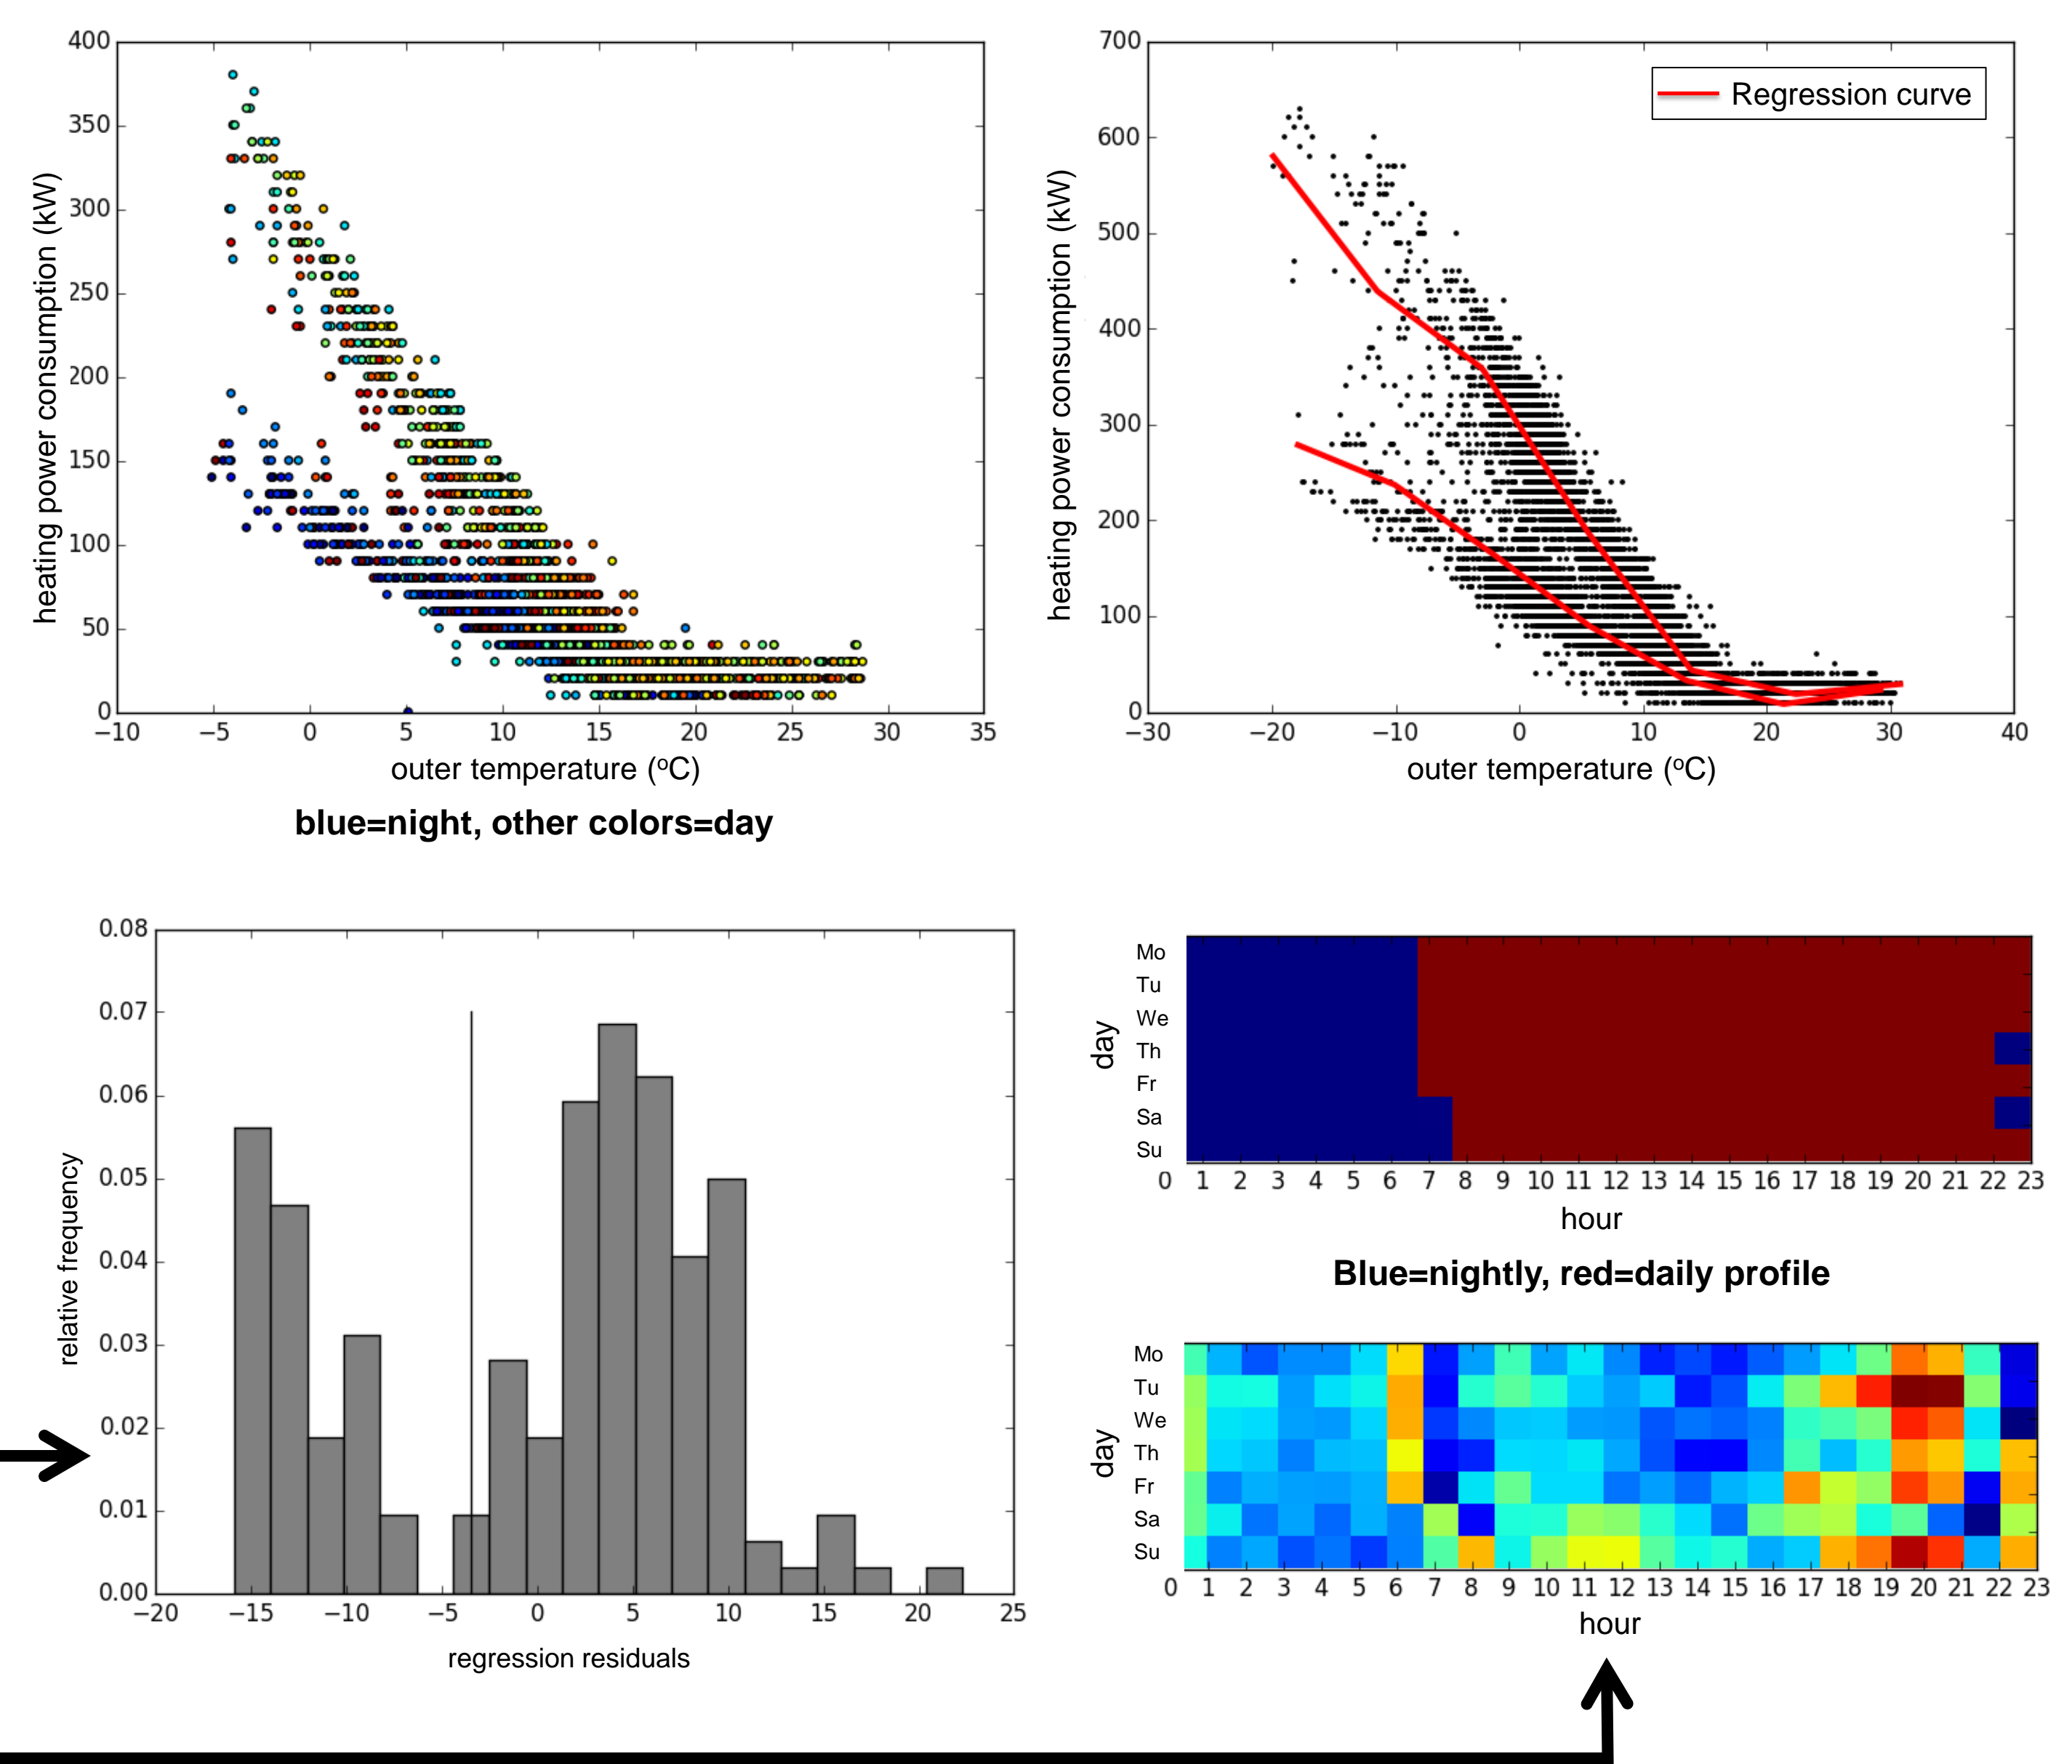 400
350
300
250
200
150
100
50
0
heating power consumption (kW)
−10 −5 0 5 10 15 20 25 30 35
outer temperature (oC)
blue=night, other colors=day
700
600
500
400
300
200
100
0
heating power consumption (kW)
Regression curve
−30 −20 −10 0 10 20 30 40
outer temperature (oC)
0.08
0.07
0.06
0.05
0.04
0.03
0.02
0.01
0.00
relative frequency
−20 −15 −10 −5 0 5 10 15 20 25
regression residuals
Mo
Tu
We
Th
Fr
Sa
Su
day
0 1 2 3 4 5 6 7 8 9 10 11 12 13 14 15 16 17 18 19 20 21 22 23
hour
Blue=nightly, red=daily profile
Mo
Tu
We
Th
Fr
Sa
Su
day
0 1 2 3 4 5 6 7 8 9 10 11 12 13 14 15 16 17 18 19 20 21 22 23
hour